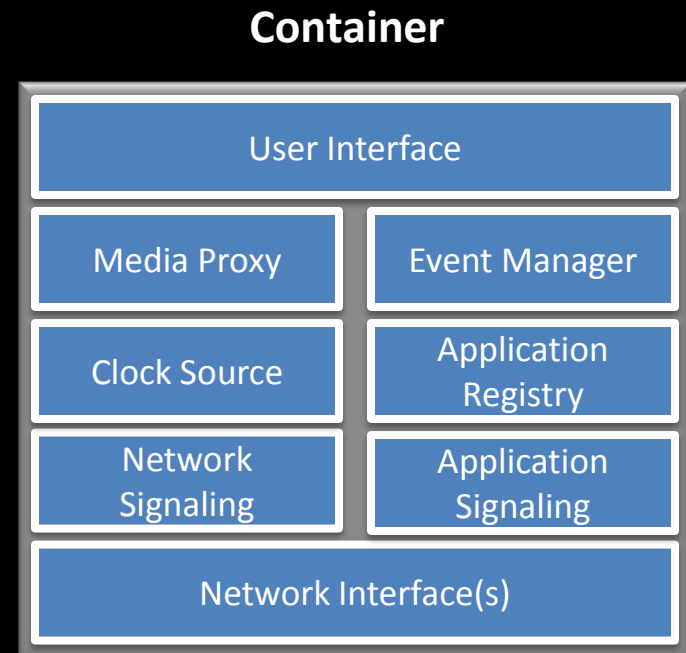 Container
User Interface
Media Proxy
Event Manager
Clock Source
Application
Registry
Network
Signaling
Application
Signaling
Network Interface(s)